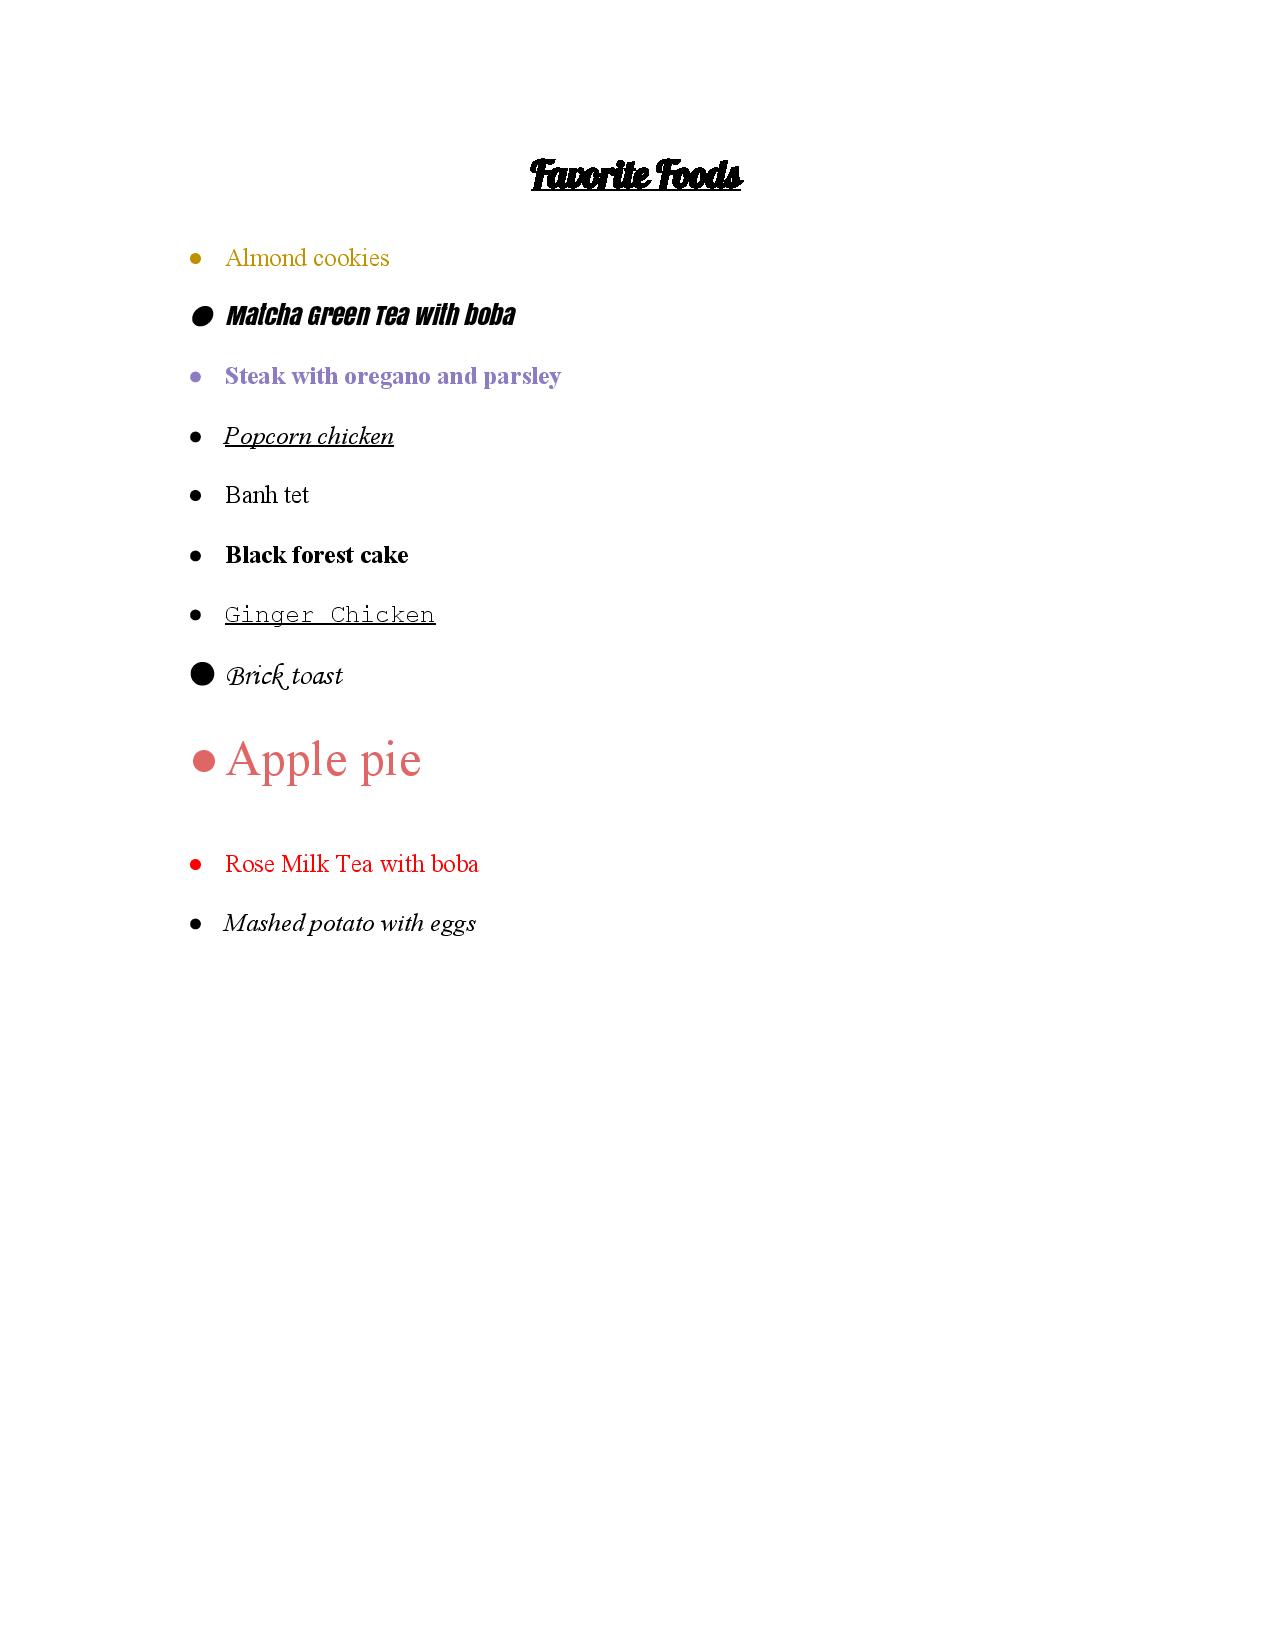 Favorite Foods
● Almond cookies
● Matcha Green Tea with boba
● Steak with oregano and parsley
● Popcorn chicken
● Banh tet
● Black forest cake
● Ginger Chicken
● Brick toast
● Apple pie
● Rose Milk Tea with boba
● Mashed potato with eggs